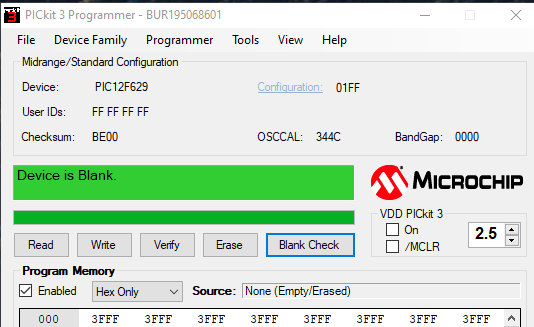 PICkit 3 Programmer - BUR195068601
File Device Family Programmer Tools View Help
Midrange/Standard Configuration
Device: PIC12F629 Configuration: 01FF
User IDs: FF FF FF FF
Checksum: BE00 OSCCAL: 344C BandGap: 0000
Device is Blank.
MICROCHIP
VDD PICkit 3
On
/MCLR
2.5
Read Write Verify Erase Blank Check
Program Memory
Enabled Hex Only Source: None (Empty/Erased)
000 3FFF 3FFF 3FFF 3FFF 3FFF 3FFF 3FFF 3FFF